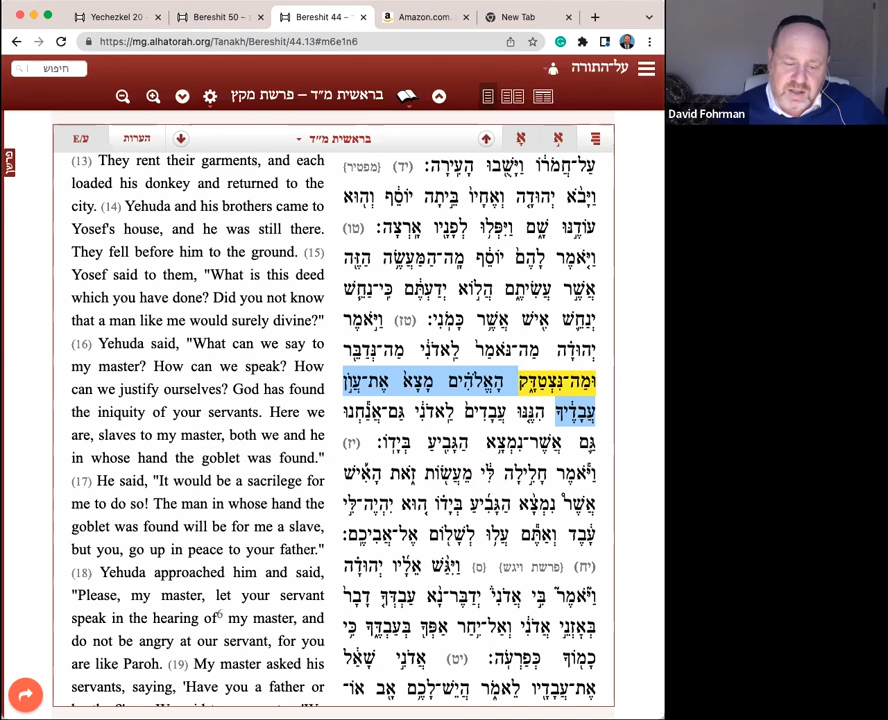 Yechezkel 20 -
Bereshit 50 -
Bereshit 44 -
Amazon.com.
New Tab
https://mg.alhatorah.org/Tanakh/Bereshit/44.13#m6e1n6
חיפוש
על־התורה
בראשית מ״ד – פרשת מקץ
ע/E
הערות
בראשית מ״ד
אָ
אָ֑
פרשן
(13) They rent their garments, and each
loaded his donkey and returned to the
city. (14) Yehuda and his brothers came to
Yosef's house, and he was still there.
They fell before him to the ground. (15)
Yosef said to them, "What is this deed
which you have done? Did you not know
that a man like me would surely divine?"
(16) Yehuda said, "What can we say to
my master? How can we speak? How
can we justify ourselves? God has found
the iniquity of your servants. Here we
are, slaves to my master, both we and he
in whose hand the goblet was found."
(17) He said, "It would be a sacrilege for
me to do so! The man in whose hand the
goblet was found will be for me a slave,
but you, go up in peace to your father."
(18) Yehuda approached him and said,
"Please, my master, let your servant
speak in the hearing of6 my master, and
do not be angry at our servant, for you
are like Paroh. (19) My master asked his
servants, saying, 'Have you a father or
עַל־חֲמֹר֔וֹ וַיָּשֻׁ֖בוּ הָעִֽירָה׃ (יד) {מפטיר}
וַיָּבֹ֨א יְהוּדָ֤ה וְאֶחָיו֙ בֵּ֣יתָה יוֹסֵ֔ף וְה֖וּא
עוֹדֶ֣נּוּ שָׁ֑ם וַיִּפְּל֥וּ לְפָנָ֖יו אָֽרְצָה׃ (טו)
וַיֹּ֤אמֶר לָהֶם֙ יוֹסֵ֔ף מָֽה־הַמַּעֲשֶׂ֥ה הַזֶּ֖ה
אֲשֶׁ֣ר עֲשִׂיתֶ֑ם הֲל֣וֹא יְדַעְתֶּ֔ם כִּֽי־נַחֵ֧שׁ
יְנַחֵ֛שׁ אִ֖ישׁ אֲשֶׁ֥ר כָּמֹֽנִי׃ (טז) וַיֹּ֣אמֶר
יְהוּדָ֗ה מַה־נֹּאמַר֙ לַֽאדֹנִ֔י מַה־נְּדַבֵּ֖ר
וּמַה־נִּצְטַדָּ֑ק הָאֱלֹהִ֗ים מָצָא֙ אֶת־עֲוֺ֣ן
עֲבָדֶ֔יךָ הִנֶּנּ֤וּ עֲבָדִים֙ לַֽאדֹנִ֔י גַּם־אֲנַ֕חְנוּ
גַּ֛ם אֲשֶׁר־נִמְצָ֥א הַגָּבִ֖יעַ בְּיָדֽוֹ׃ (יז)
וַיֹּ֕אמֶר חָלִ֣ילָה לִּ֔י מֵעֲשׂ֖וֹת זֹ֑את הָאִ֡ישׁ
אֲשֶׁר֩ נִמְצָ֨א הַגָּבִ֜יעַ בְּיָד֗וֹ ה֚וּא יִהְיֶה־לִּ֣י
עָ֔בֶד וְאַתֶּ֕ם עֲל֥וּ לְשָׁל֖וֹם אֶל־אֲבִיכֶֽם׃
(יח) {פרשת ויגש} {ס} וַיִּגַּ֨שׁ אֵלָ֜יו יְהוּדָ֗ה
וַיֹּ֘אמֶר֮ בִּ֣י אֲדֹנִי֒ יְדַבֶּר־נָ֨א עַבְדְּךָ֤ דָבָר֙
בְּאׇזְנֵ֣י אֲדֹנִ֔י וְאַל־יִ֥חַר אַפְּךָ֖ בְּעַבְדֶּ֑ךָ כִּ֥י
כָמ֖וֹךָ כְּפַרְעֹֽה׃ (יט) אֲדֹנִ֣י שָׁאַ֔ל
אֶת־עֲבָדָ֖יו לֵאמֹ֑ר הֲיֵשׁ־לָכֶ֥ם אָ֖ב אוֹ־
David Fohrman